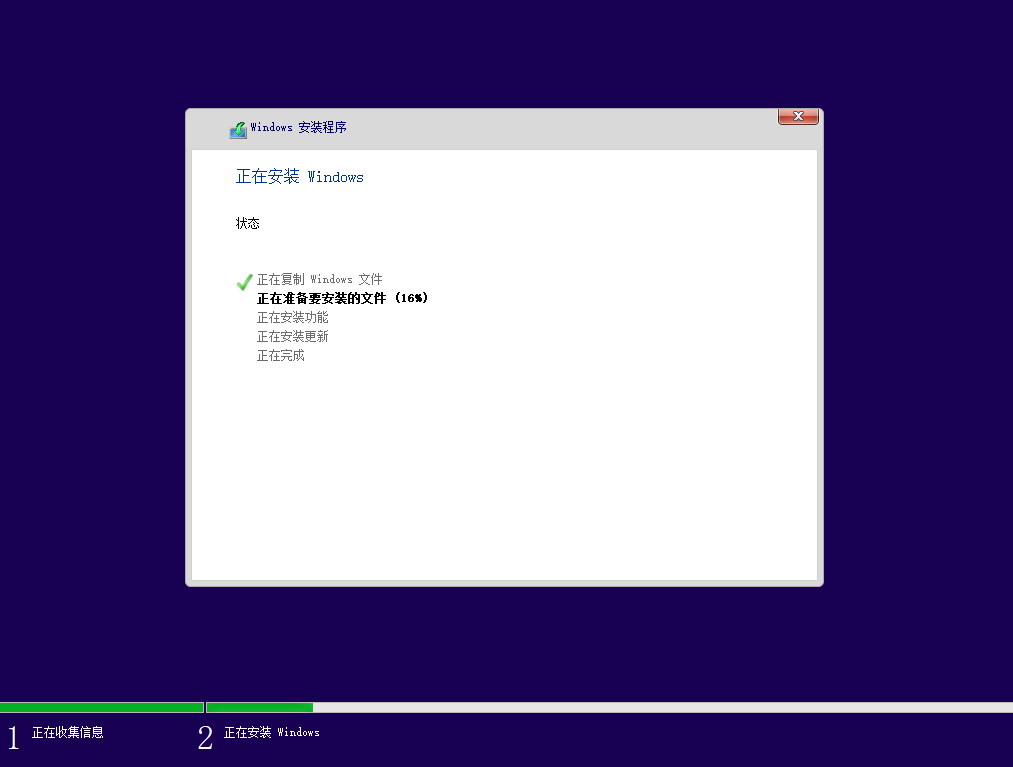 Windows 安装程序
正在安装 Windows
状态
正在复制 Windows 文件
正在准备要安装的文件 (16%)
正在安装功能
正在安装更新
正在完成
1 正在收集信息
2 正在安装 Windows